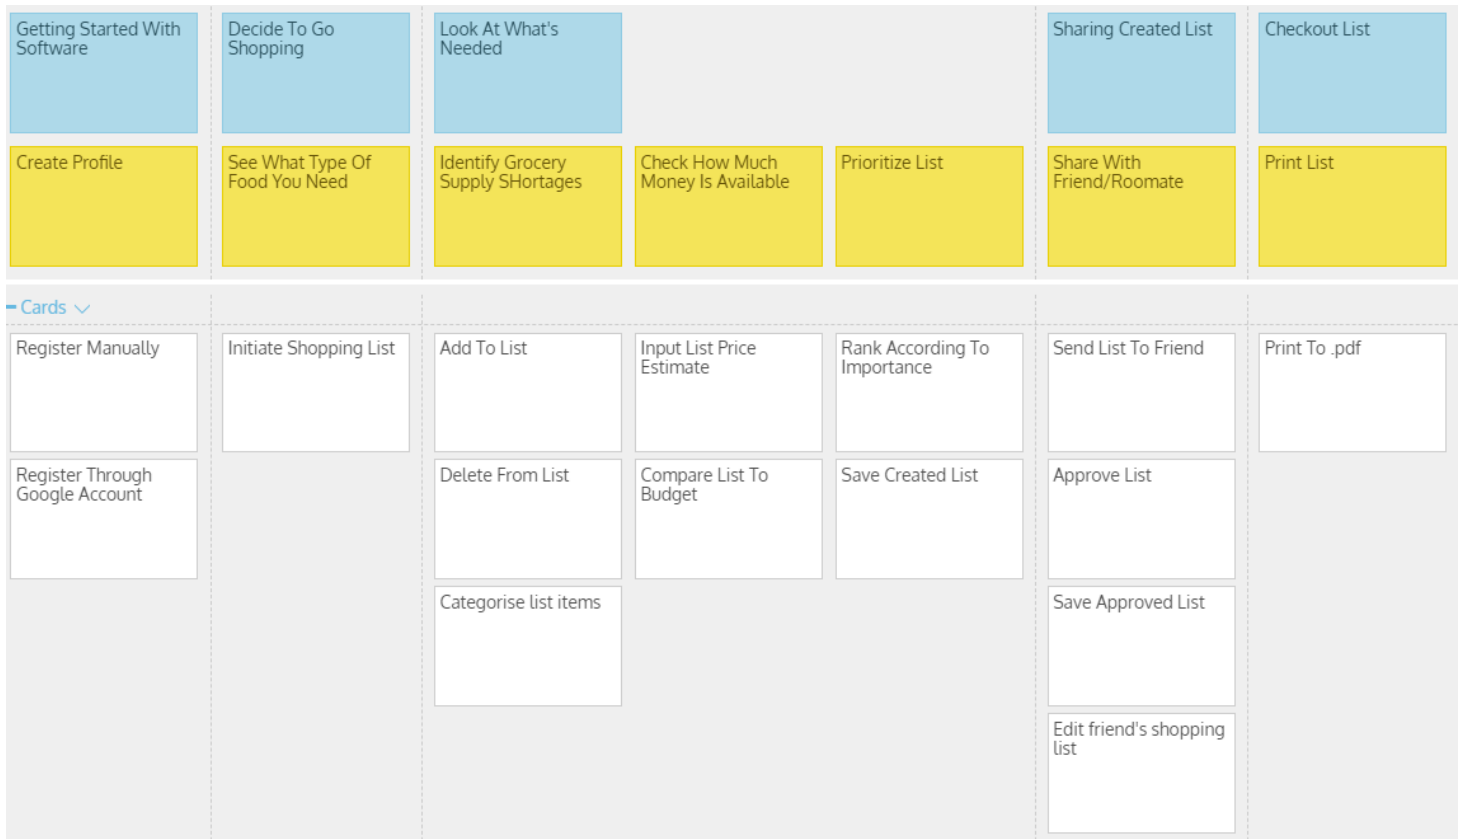 Getting Started With
Software
Decide To Go
Shopping
Look At What's
Needed
Sharing Created List
Checkout List
Create Profile
See What Type Of
Food You Need
Identify Grocery
Supply SHortages
Check How Much
Money Is Available
Prioritize List
Share With
Friend/Roomate
Print List
Cards
Register Manually
Initiate Shopping List
Add To List
Input List Price
Estimate
Rank According To
Importance
Send List To Friend
Print To .pdf
Register Through
Google Account
Delete From List
Compare List To
Budget
Save Created List
Approve List
Categorise list items
Save Approved List
Edit friend's shopping
list